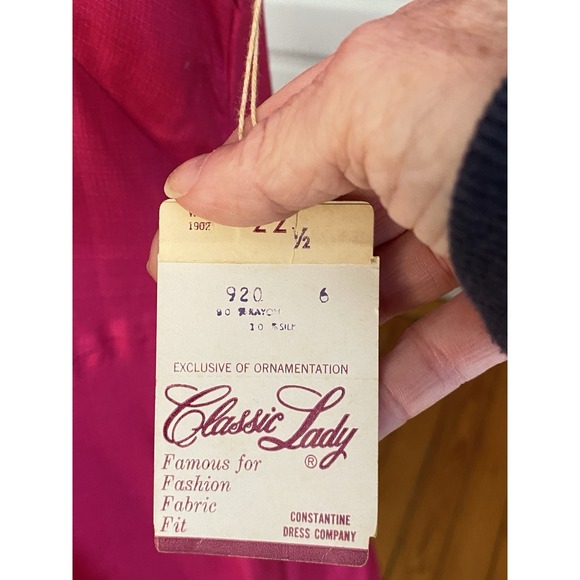 1902 22 ½
920 6
90 % RAYON
10 % SILK
EXCLUSIVE OF ORNAMENTATION
Classic Lady ®
Famous for
Fashion
Fabric
Fit
CONSTANTINE
DRESS COMPANY